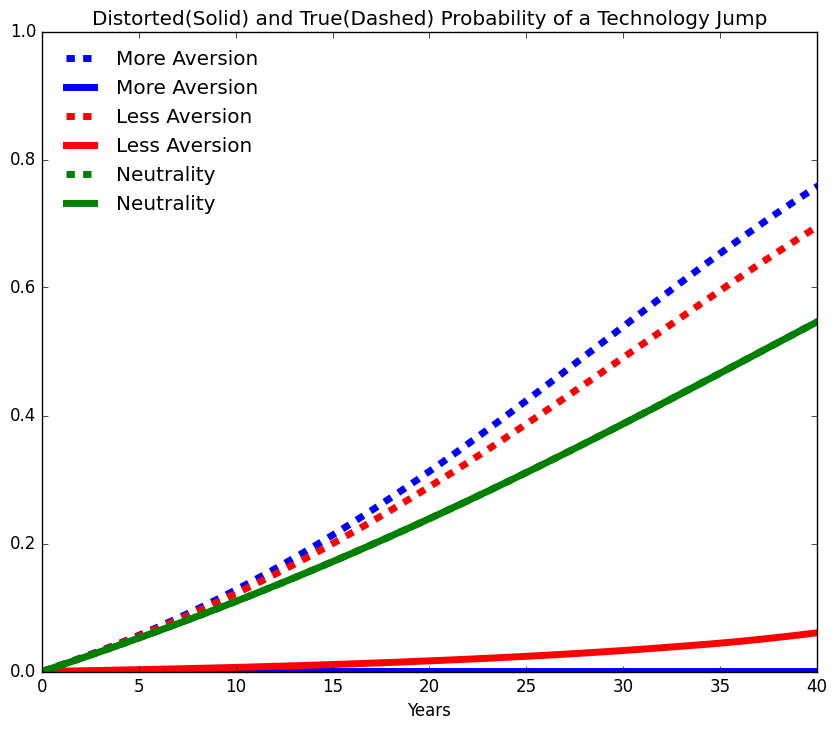 Distorted(Solid) and True(Dashed) Probability of a Technology Jump
1.0
More Aversion
More Aversion
Less Aversion
Less Aversion
Neutrality
Neutrality
0.8
0.6
0.4
0.2
0.0
0 5 10 15 20 25 30 35 40
Years